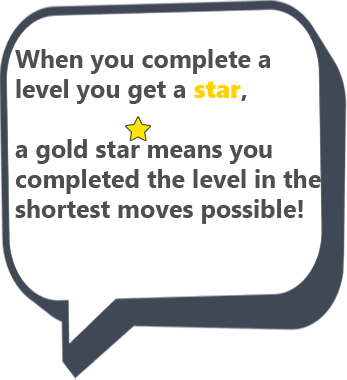 When you complete a
level you get a star,
a gold star means you
completed the level in the
shortest moves possible!